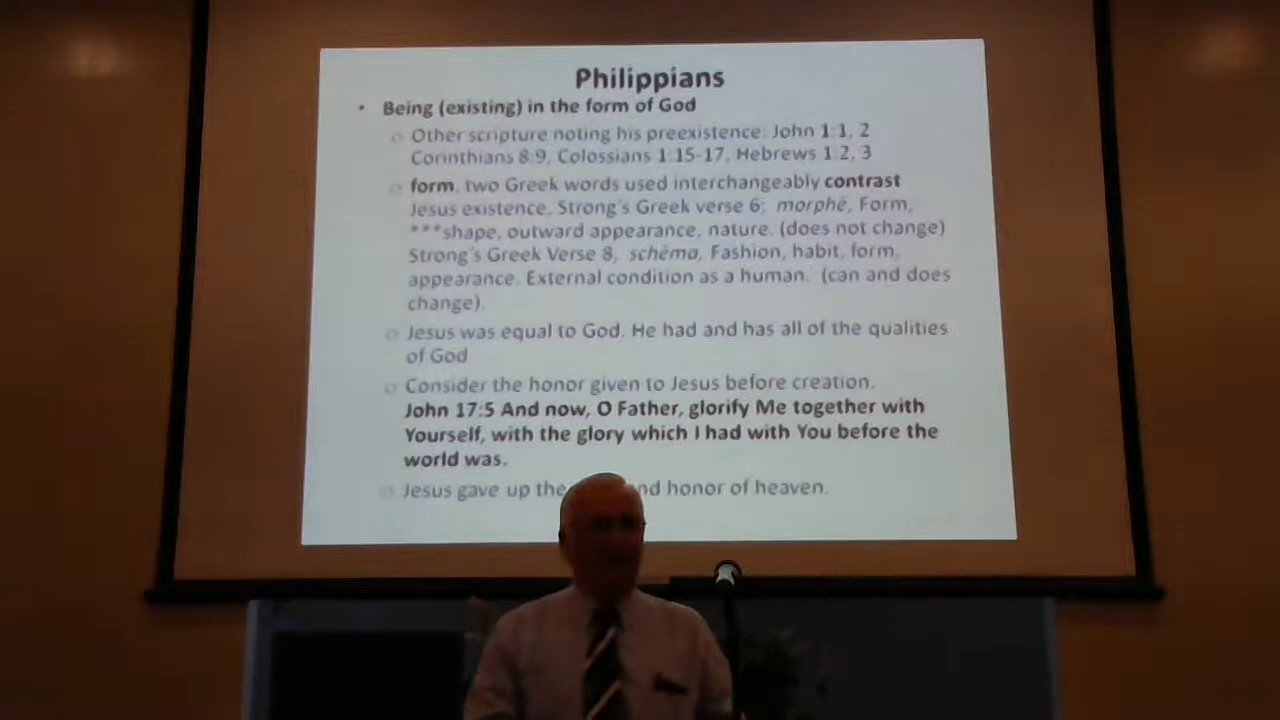 Philippians
• Being (existing) in the form of God
o Other scripture noting his preexistence: John 1:1, 2
Corinthians 8:9, Colossians 1:15-17, Hebrews 1:2, 3
o form, two Greek words used interchangeably contrast
Jesus existence, Strong's Greek verse 6; morphē, Form,
***shape, outward appearance, nature. (does not change)
Strong's Greek Verse 8, schēma, Fashion, habit, form,
appearance. External condition as a human. (can and does
change).
o Jesus was equal to God. He had and has all of the qualities
of God
o Consider the honor given to Jesus before creation.
John 17:5 And now, O Father, glorify Me together with
Yourself, with the glory which I had with You before the
world was.
o Jesus gave up the nd honor of heaven.